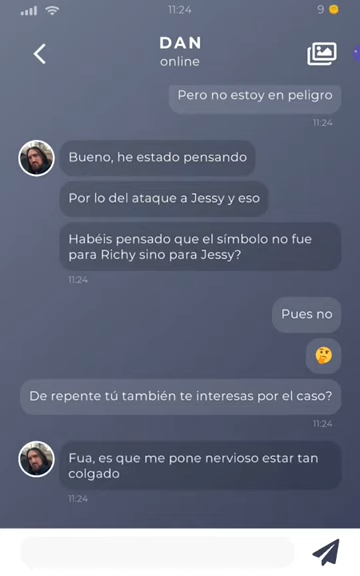 11:24
9
DAN
online
Pero no estoy en peligro
11:24
Bueno, he estado pensando
Por lo del ataque a Jessy y eso
Habéis pensado que el símbolo no fue
para Richy sino para Jessy?
11:24
Pues no
🤔
De repente tú también te interesas por el caso?
11:24
Fua, es que me pone nervioso estar tan
colgado
11:24